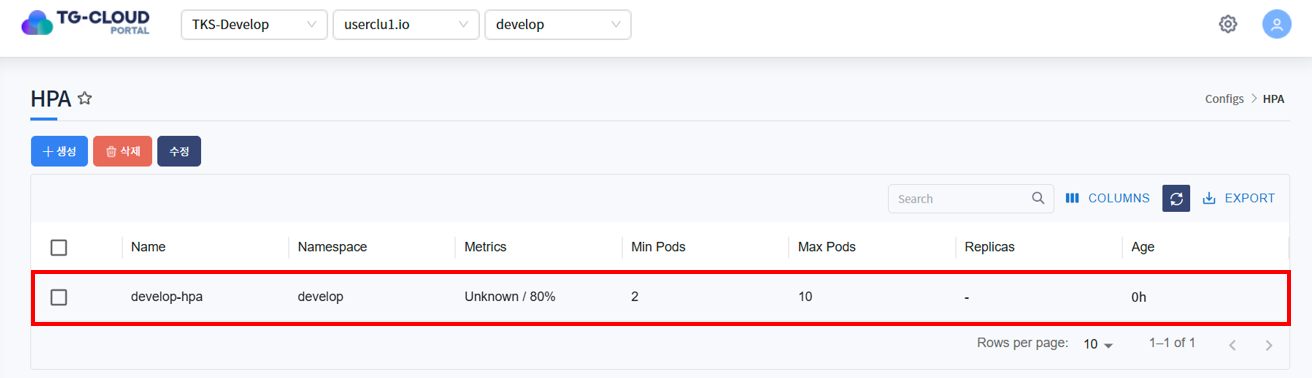 TG-CLOUD
PORTAL
TKS-Develop
userclu1.io
develop
HPA
Configs > HPA
+ 생성
삭제
수정
Search
COLUMNS
EXPORT
Name Namespace Metrics Min Pods Max Pods Replicas Age
develop-hpa develop Unknown / 80% 2 10 - 0h
Rows per page: 10 1–1 of 1